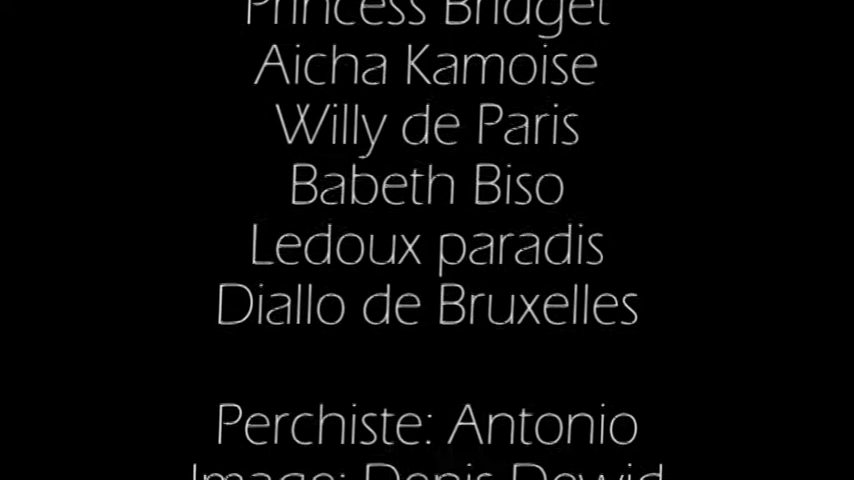 Princess Bridget
Aicha Kamoise
Willy de Paris
Babeth Biso
Ledoux paradis
Diallo de Bruxelles
Perchiste: Antonio
Image: Denis Dewid